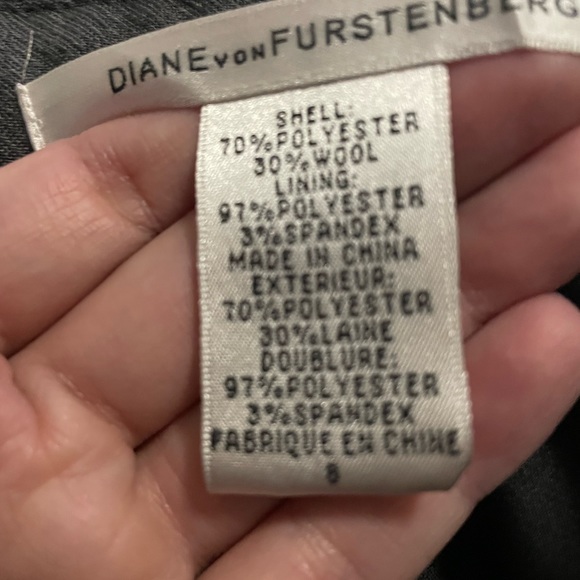 DIANE VON FURSTENBERG
SHELL:
70%POLYESTER
30%WOOL
LINING:
97%POLYESTER
3%SPANDEX
MADE IN CHINA
EXTERIEUR:
70%POLYESTER
30%LAINE
DOUBLURE:
97%POLYESTER
3%SPANDEX
FABRIQUE EN CHINE
8